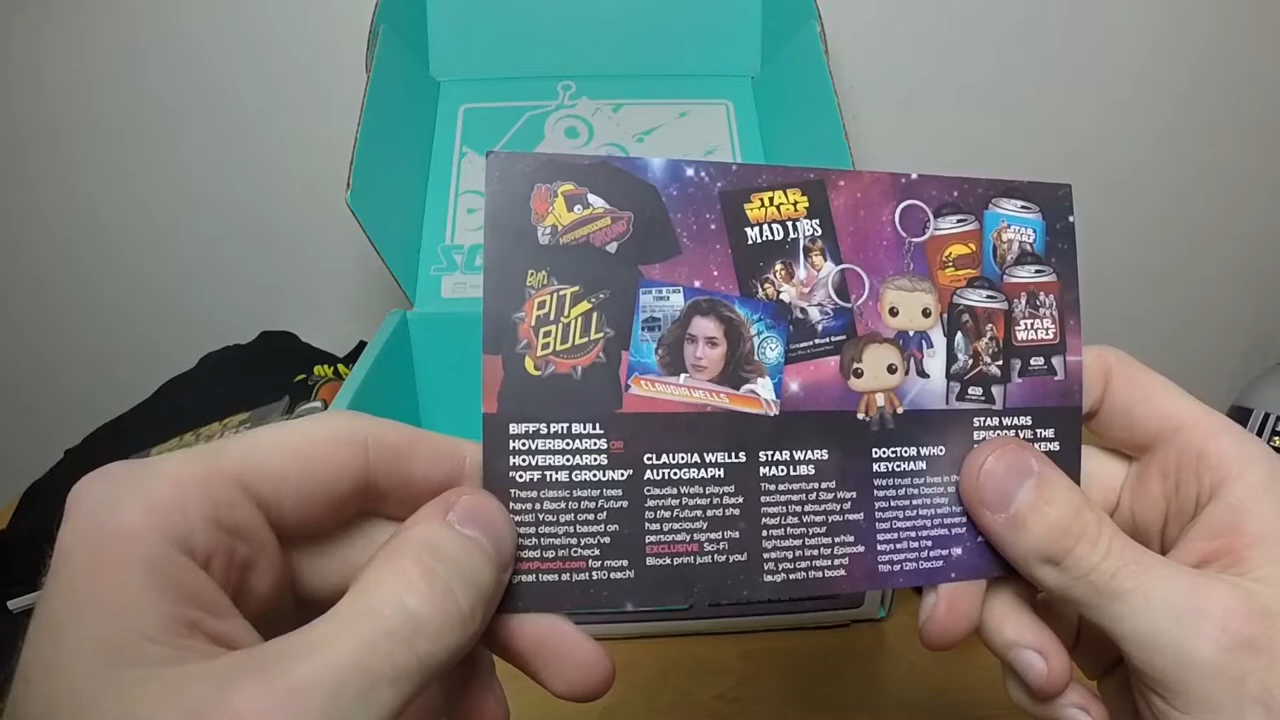 HOVERBOARDS
GROUND
Biff's
PIT
BULL
SAVE THE CLOCK
TOWER
CLAUDIA WELLS
STAR
WARS
MAD LIBS
Greatest Word Game
STAR
WARS
STAR
WARS
BIFF'S PIT BULL
HOVERBOARDS OR
HOVERBOARDS
"OFF THE GROUND"
These classic skater tees
have a Back to the Future
twist! You get one of
these designs based on
which timeline you've
ended up in! Check
ShirtPunch.com for more
great tees at just $10 each!
CLAUDIA WELLS
AUTOGRAPH
Claudia Wells played
Jennifer Parker in Back
to the Future, and she
has graciously
personally signed this
EXCLUSIVE Sci-Fi
Block print just for you!
STAR WARS
MAD LIBS
The adventure and
excitement of Star Wars
meets the absurdity of
Mad Libs. When you need
a rest from your
lightsaber battles while
waiting in line for Episode
VII, you can relax and
laugh with this book.
DOCTOR WHO
KEYCHAIN
We'd trust our lives in the
hands of the Doctor, so
you know we're okay
trusting our keys with him
too! Depending on several
space time variables, your
keys will be the
companion of either the
11th or 12th Doctor.
STAR WARS
EPISODE VII: THE